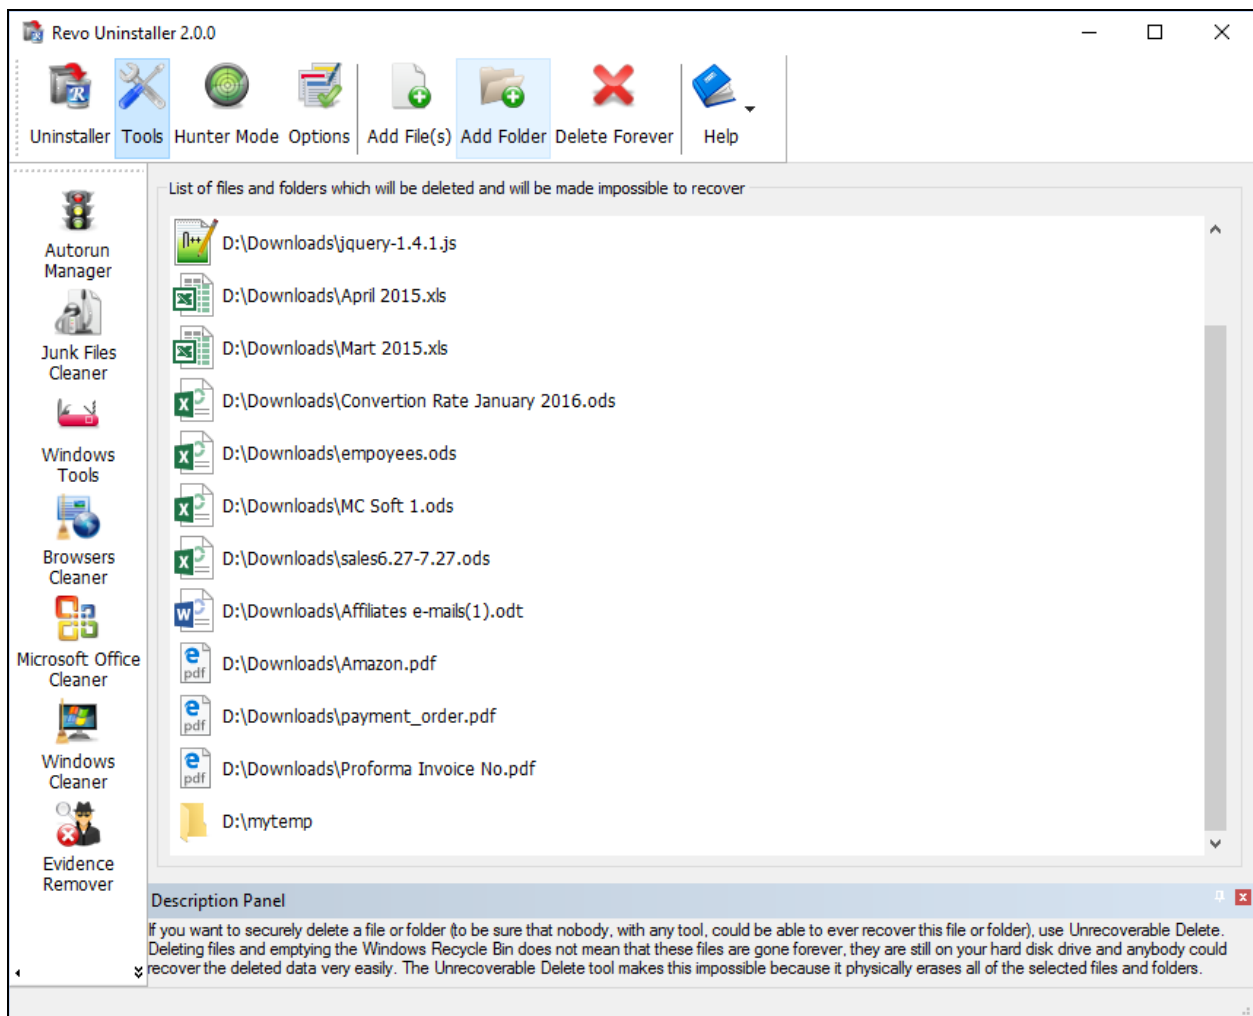 Revo Uninstaller 2.0.0
Uninstaller Tools Hunter Mode Options Add File(s) Add Folder Delete Forever Help
List of files and folders which will be deleted and will be made impossible to recover
Autorun
Manager
Junk Files
Cleaner
Windows
Tools
Browsers
Cleaner
Microsoft Office
Cleaner
Windows
Cleaner
Evidence
Remover
D:\Downloads\jquery-1.4.1.js
D:\Downloads\April 2015.xls
D:\Downloads\Mart 2015.xls
D:\Downloads\Convertion Rate January 2016.ods
D:\Downloads\empoyees.ods
D:\Downloads\MC Soft 1.ods
D:\Downloads\sales6.27-7.27.ods
D:\Downloads\Affiliates e-mails(1).odt
pdf D:\Downloads\Amazon.pdf
pdf D:\Downloads\payment_order.pdf
pdf D:\Downloads\Proforma Invoice No.pdf
D:\mytemp
Description Panel
If you want to securely delete a file or folder (to be sure that nobody, with any tool, could be able to ever recover this file or folder), use Unrecoverable Delete.
Deleting files and emptying the Windows Recycle Bin does not mean that these files are gone forever, they are still on your hard disk drive and anybody could
recover the deleted data very easily. The Unrecoverable Delete tool makes this impossible because it physically erases all of the selected files and folders.